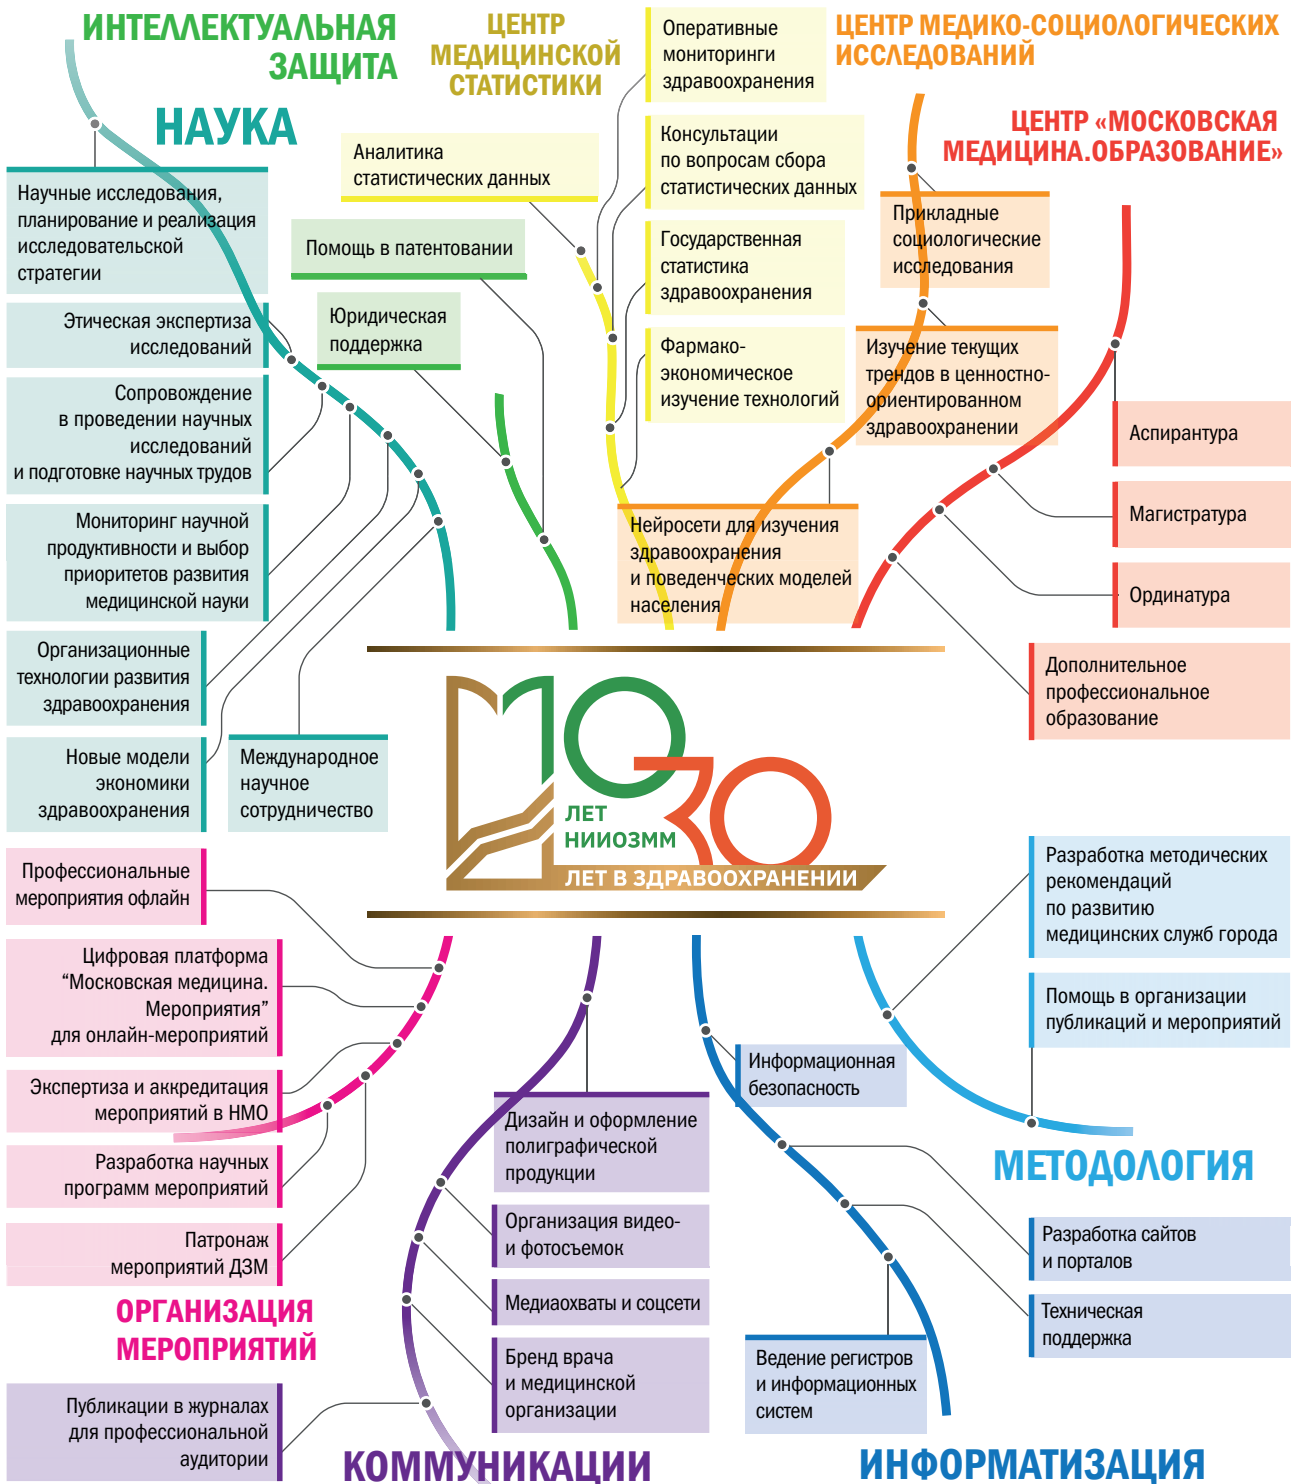 ИНТЕЛЛЕКТУАЛЬНАЯ
ЗАЩИТА
Помощь в патентовании
Юридическая
поддержка
НАУКА
Научные исследования,
планирование и реализация
исследовательской
стратегии
Этическая экспертиза
исследований
Сопровождение
в проведении научных
исследований
и подготовке научных трудов
Мониторинг научной
продуктивности и выбор
приоритетов развития
медицинской науки
Организационные
технологии развития
здравоохранения
Новые модели
экономики
здравоохранения
Международное
научное
сотрудничество
ЦЕНТР
МЕДИЦИНСКОЙ
СТАТИСТИКИ
Аналитика
статистических данных
Оперативные
мониторинги
здравоохранения
Консультации
по вопросам сбора
статистических данных
Государственная
статистика
здравоохранения
Фармако-
экономическое
изучение технологий
ЦЕНТР МЕДИКО-СОЦИОЛОГИЧЕСКИХ
ИССЛЕДОВАНИЙ
Прикладные
социологические
исследования
Изучение текущих
трендов в ценностно-
ориентированном
здравоохранении
Нейросети для изучения
здравоохранения
и поведенческих моделей
населения
ЦЕНТР «МОСКОВСКАЯ
МЕДИЦИНА.ОБРАЗОВАНИЕ»
Аспирантура
Магистратура
Ординатура
Дополнительное
профессиональное
образование
10
ЛЕТ
НИИОЗММ
30
ЛЕТ В ЗДРАВООХРАНЕНИИ
Профессиональные
мероприятия офлайн
Цифровая платформа
“Московская медицина.
Мероприятия”
для онлайн-мероприятий
Экспертиза и аккредитация
мероприятий в НМО
Разработка научных
программ мероприятий
Патронаж
мероприятий ДЗМ
ОРГАНИЗАЦИЯ
МЕРОПРИЯТИЙ
Дизайн и оформление
полиграфической
продукции
Организация видео-
и фотосъемок
Медиаохваты и соцсети
Бренд врача
и медицинской
организации
Публикации в журналах
для профессиональной
аудитории
КОММУНИКАЦИИ
Информационная
безопасность
Разработка сайтов
и порталов
Техническая
поддержка
Ведение регистров
и информационных
систем
ИНФОРМАТИЗАЦИЯ
Разработка методических
рекомендаций
по развитию
медицинских служб города
Помощь в организации
публикаций и мероприятий
МЕТОДОЛОГИЯ